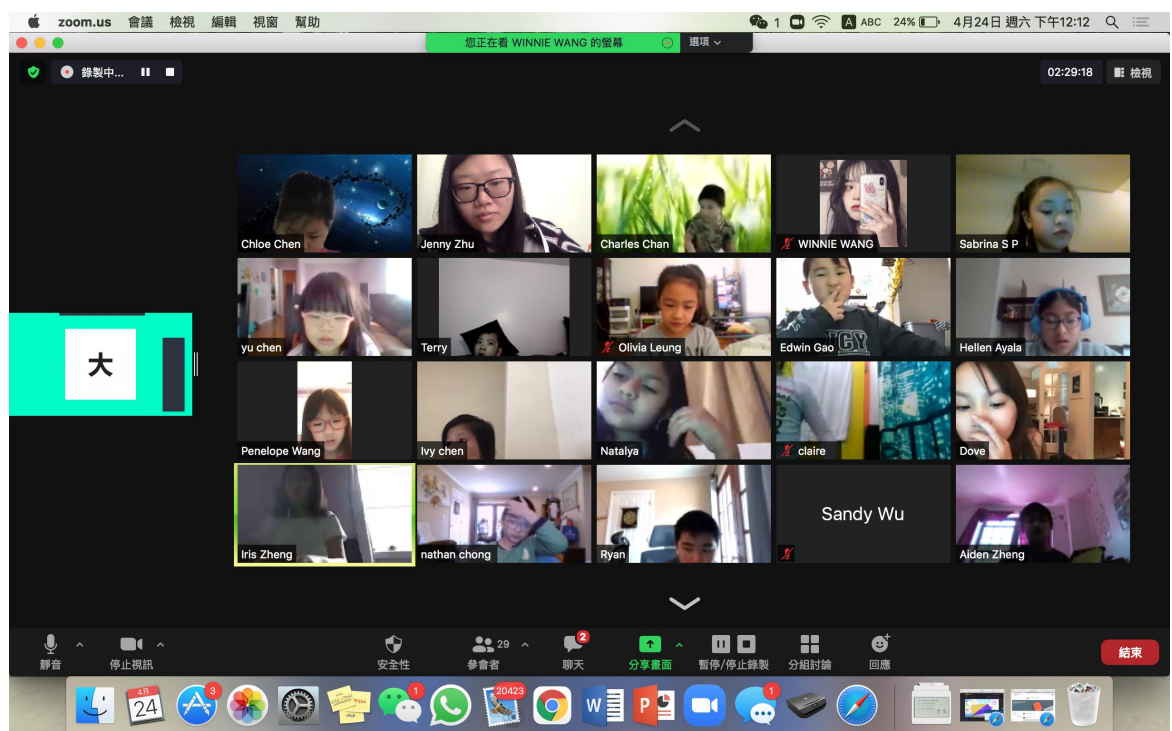 zoom.us 會議 檢視 編輯 視窗 幫助
1 A ABC 24% 4月24日 週六 下午12:12
您正在看 WINNIE WANG 的螢幕 選項
錄製中... 02:29:18 檢視
Chloe Chen Jenny Zhu Charles Chan WINNIE WANG Sabrina S P
yu chen Terry Olivia Leung Edwin Gao Hellen Ayala
ICY
大
Penelope Wang Ivy chen Natalya claire Dove
Sandy Wu
Iris Zheng nathan chong Ryan Aiden Zheng
29 2
靜音 停止視訊 安全性 參會者 聊天 分享畫面 暫停/停止錄製 分組討論 回應 結束
4月 3 1 20423 1
24 W P